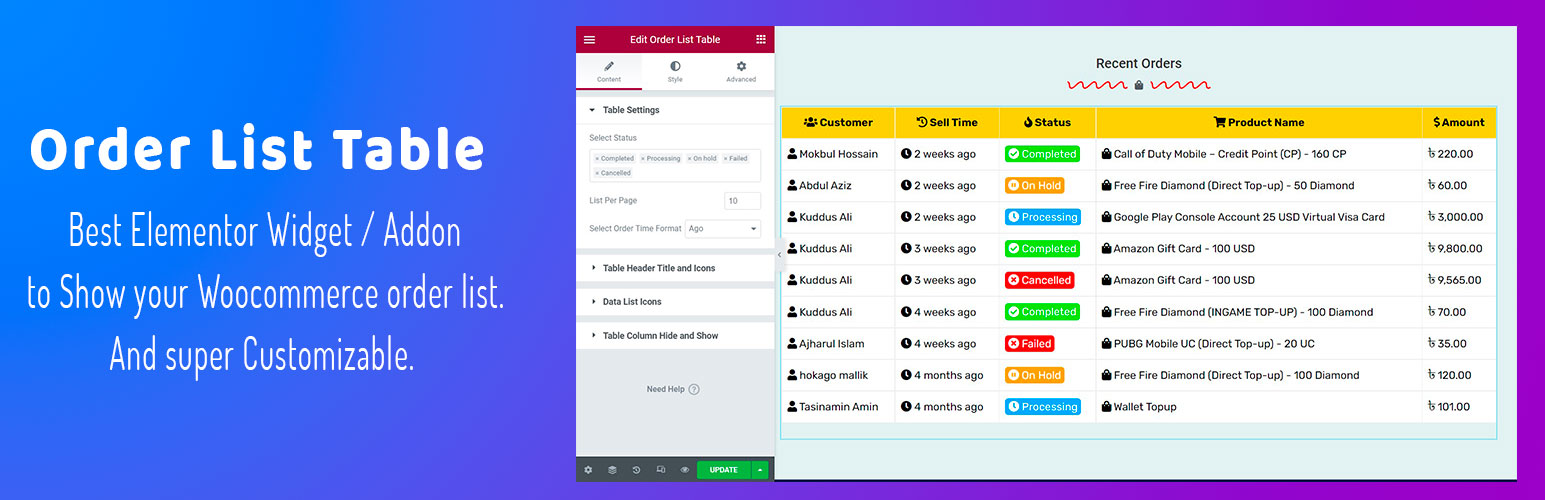 Order List Table
Best Elementor Widget / Addon
to Show your Woocommerce order list.
And super Customizable.
Edit Order List Table
Content Style Advanced
Table Settings
Select Status
× Completed × Processing × On hold × Failed
× Cancelled
List Per Page 10
Select Order Time Format Ago
Table Header Title and Icons
Data List Icons
Table Column Hide and Show
Need Help ?
UPDATE
Recent Orders
Customer Sell Time Status Product Name $ Amount
Mokbul Hossain 2 weeks ago Completed Call of Duty Mobile – Credit Point (CP) - 160 CP ৳ 220.00
Abdul Aziz 2 weeks ago On Hold Free Fire Diamond (Direct Top-up) - 50 Diamond ৳ 60.00
Kuddus Ali 2 weeks ago Processing Google Play Console Account 25 USD Virtual Visa Card ৳ 3,000.00
Kuddus Ali 3 weeks ago Completed Amazon Gift Card - 100 USD ৳ 9,800.00
Kuddus Ali 3 weeks ago Cancelled Amazon Gift Card - 100 USD ৳ 9,565.00
Kuddus Ali 4 weeks ago Completed Free Fire Diamond (INGAME TOP-UP) - 100 Diamond ৳ 70.00
Ajharul Islam 4 weeks ago Failed PUBG Mobile UC (Direct Top-up) - 20 UC ৳ 35.00
hokago mallik 4 months ago On Hold Free Fire Diamond (Direct Top-up) - 100 Diamond ৳ 120.00
Tasinamin Amin 4 months ago Processing Wallet Topup ৳ 101.00